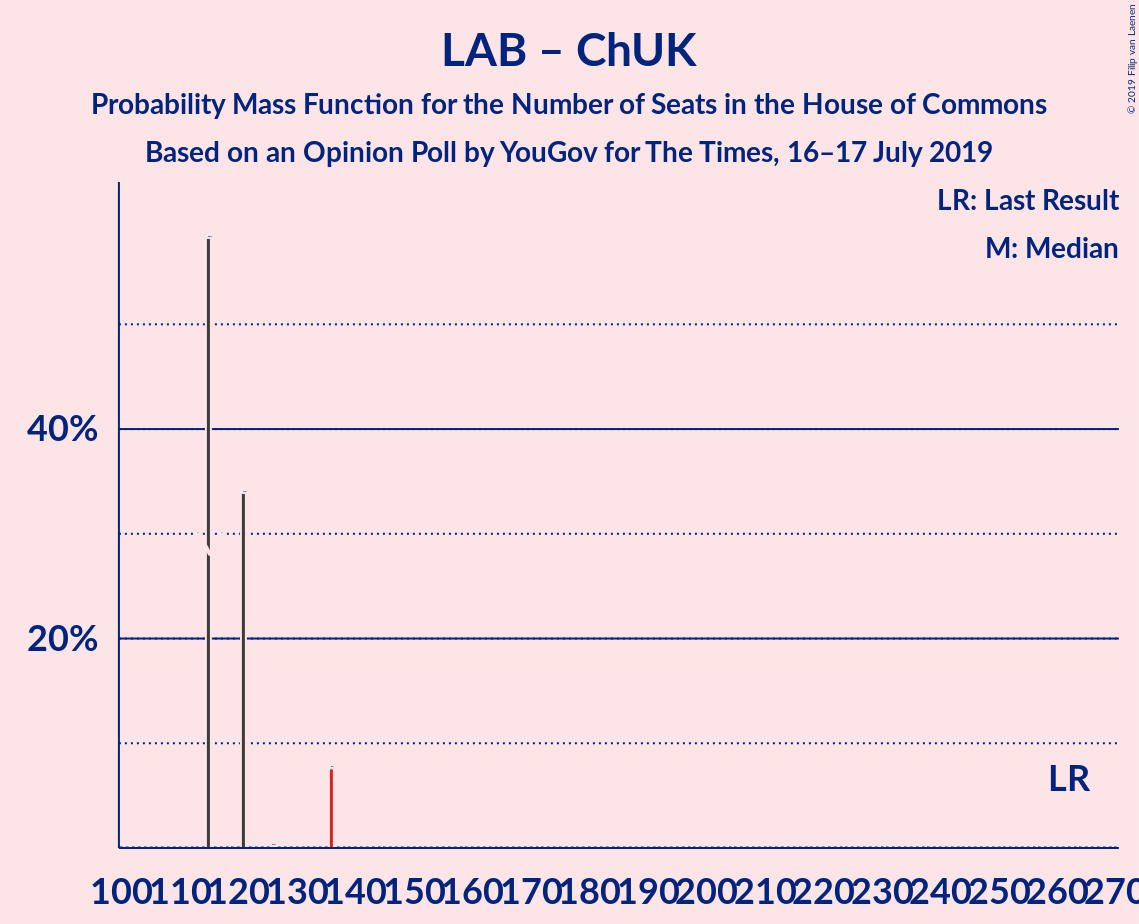 LAB – ChUK
Probability Mass Function for the Number of Seats in the House of Commons
Based on an Opinion Poll by YouGov for The Times, 16–17 July 2019
© 2019 Filip van Laenen
LR: Last Result
M: Median
40%
20%
LR
100 110 120 130 140 150 160 170 180 190 200 210 220 230 240 250 260 270